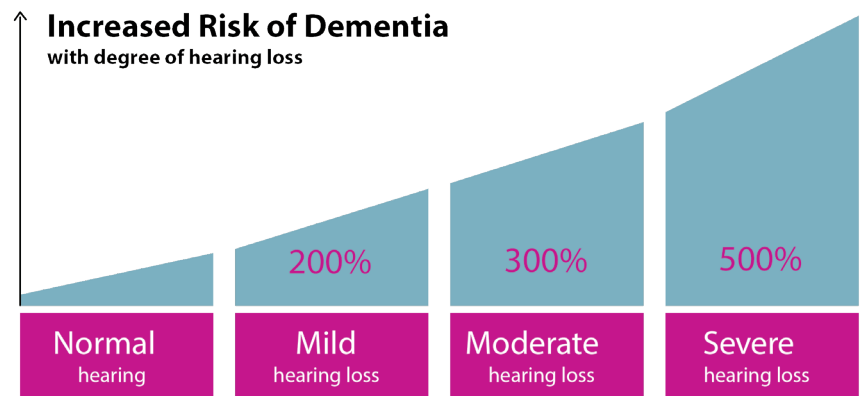 Increased Risk of Dementia
with degree of hearing loss
200%
300%
500%
Normal
hearing
Mild
hearing loss
Moderate
hearing loss
Severe
hearing loss